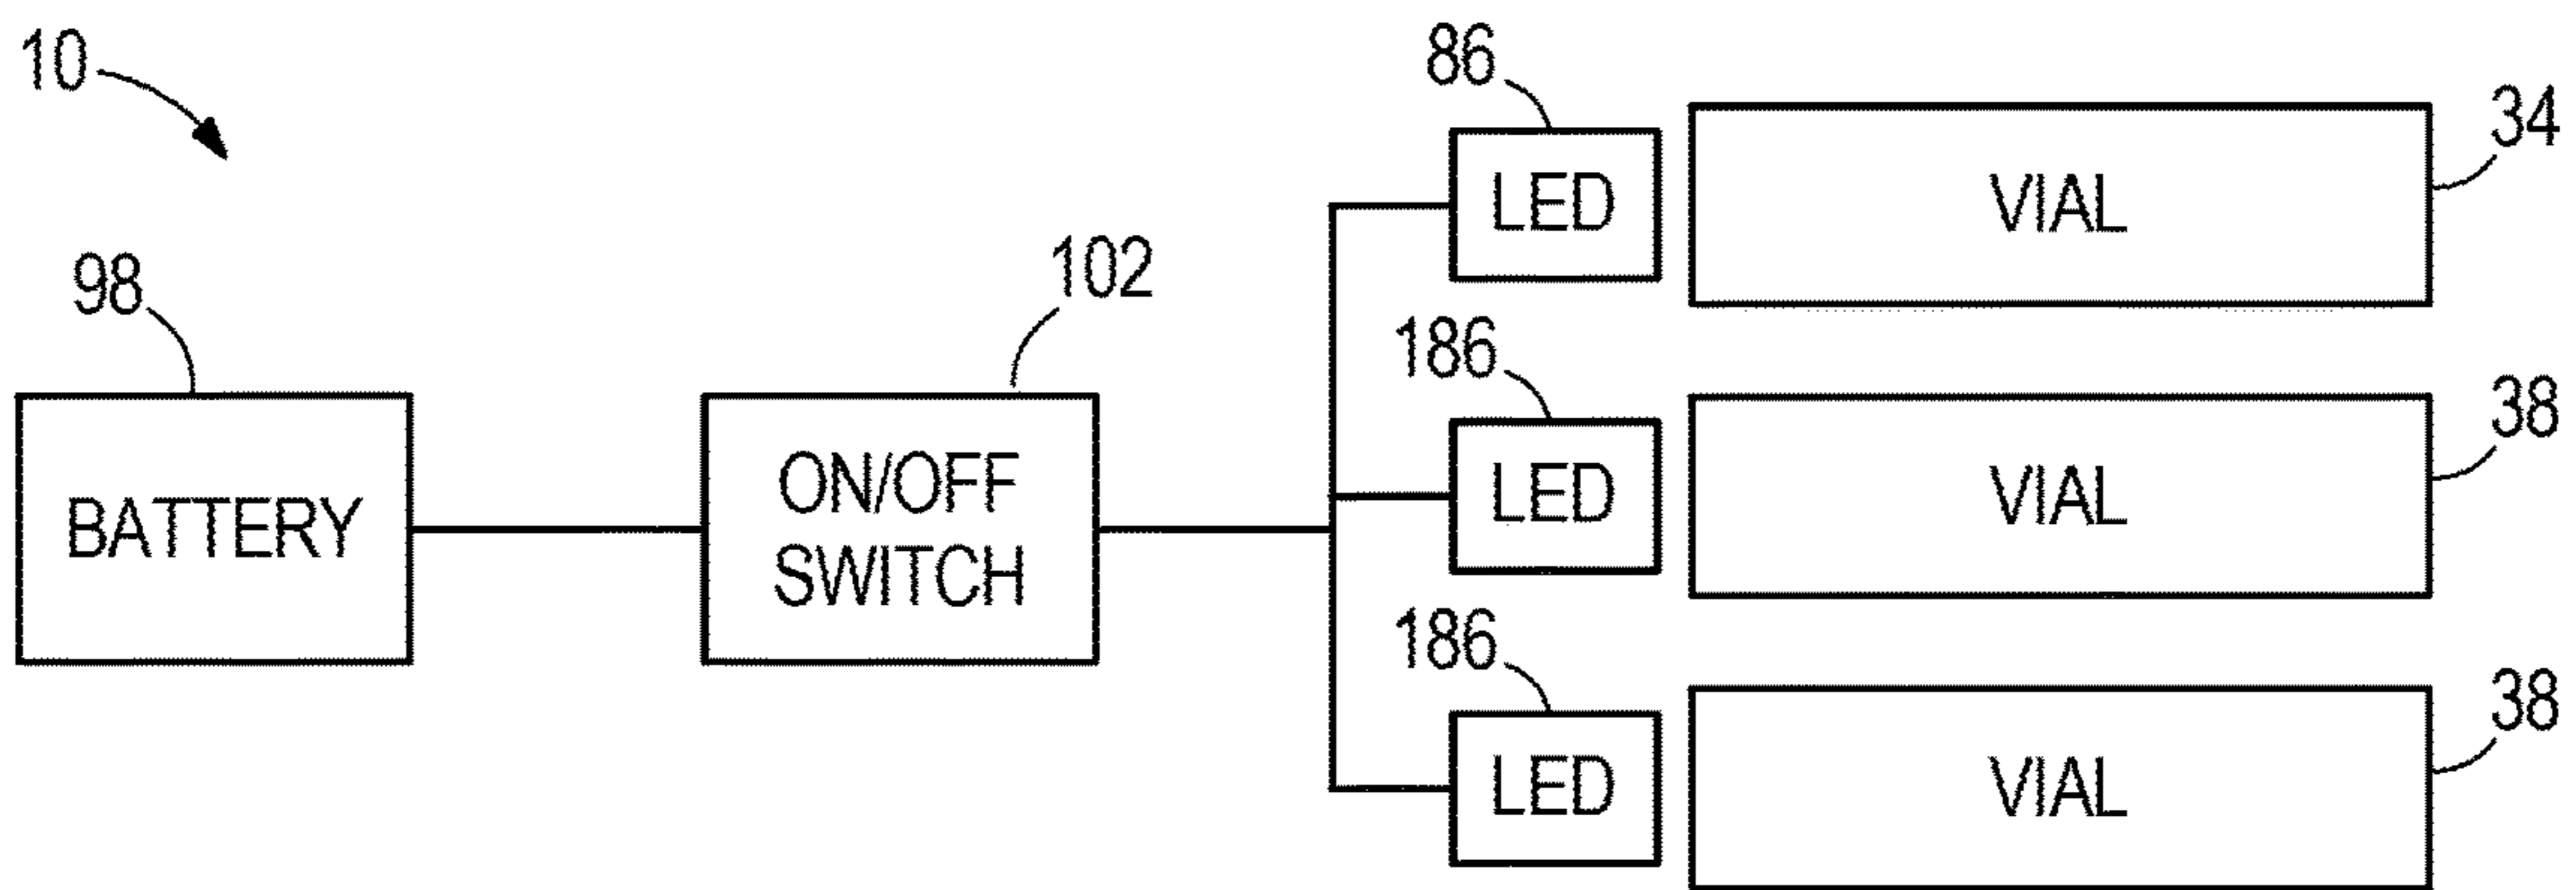 10
86
34
LED
VIAL
98
102
186
38
BATTERY
ON/OFF
SWITCH
LED
VIAL
186
38
LED
VIAL